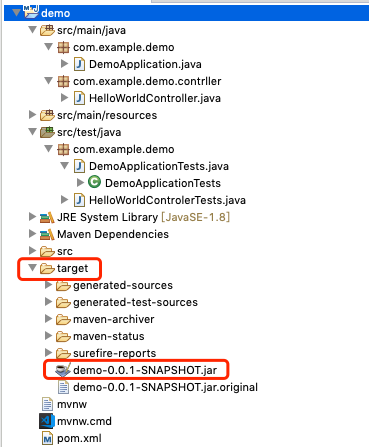 demo
src/main/java
com.example.demo
DemoApplication.java
com.example.demo.contrller
HelloWorldController.java
src/main/resources
src/test/java
com.example.demo
DemoApplicationTests.java
DemoApplicationTests
HelloWorldControlerTests.java
JRE System Library [JavaSE-1.8]
Maven Dependencies
src
target
generated-sources
generated-test-sources
maven-archiver
maven-status
surefire-reports
demo-0.0.1-SNAPSHOT.jar
demo-0.0.1-SNAPSHOT.jar.original
mvnw
mvnw.cmd
pom.xml